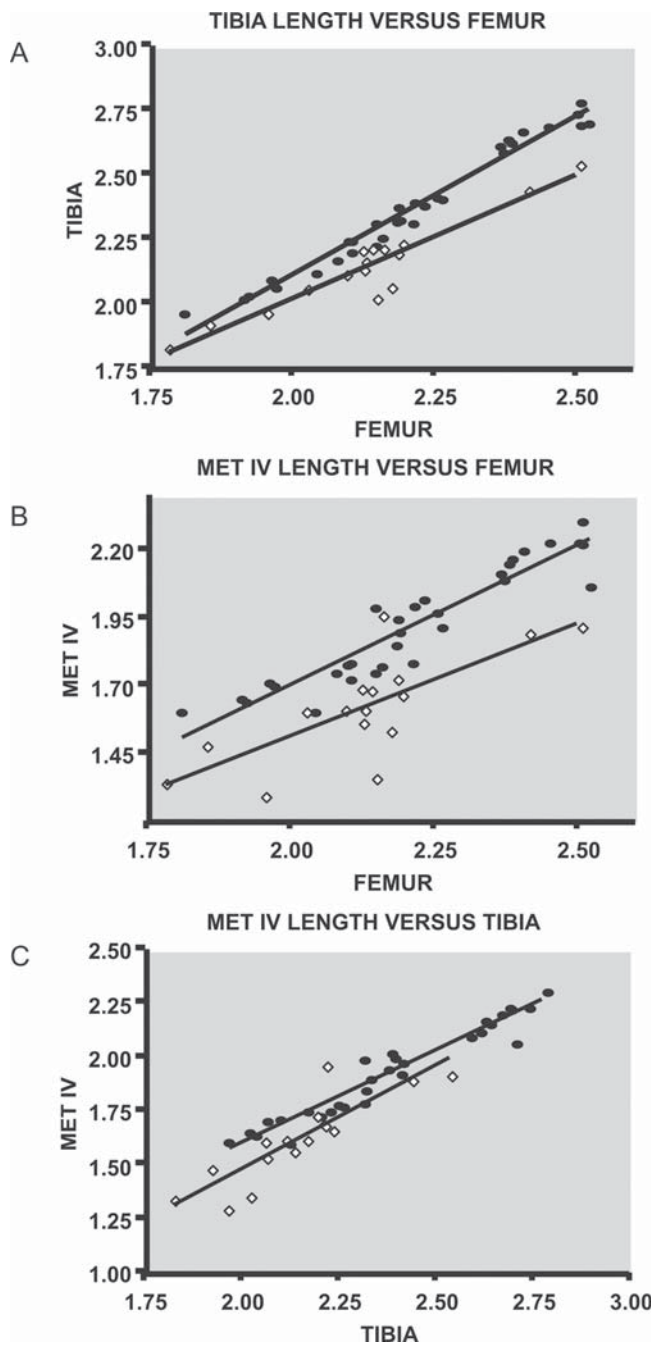 TIBIA LENGTH VERSUS FEMUR
A
3.00
2.75
2.50
2.25
2.00
1.75
TIBIA
1.75 2.00 2.25 2.50
FEMUR
MET IV LENGTH VERSUS FEMUR
B
2.20
1.95
1.70
1.45
MET IV
1.75 2.00 2.25 2.50
FEMUR
MET IV LENGTH VERSUS TIBIA
C
2.50
2.25
2.00
1.75
1.50
1.25
1.00
MET IV
1.75 2.00 2.25 2.50 2.75 3.00
TIBIA